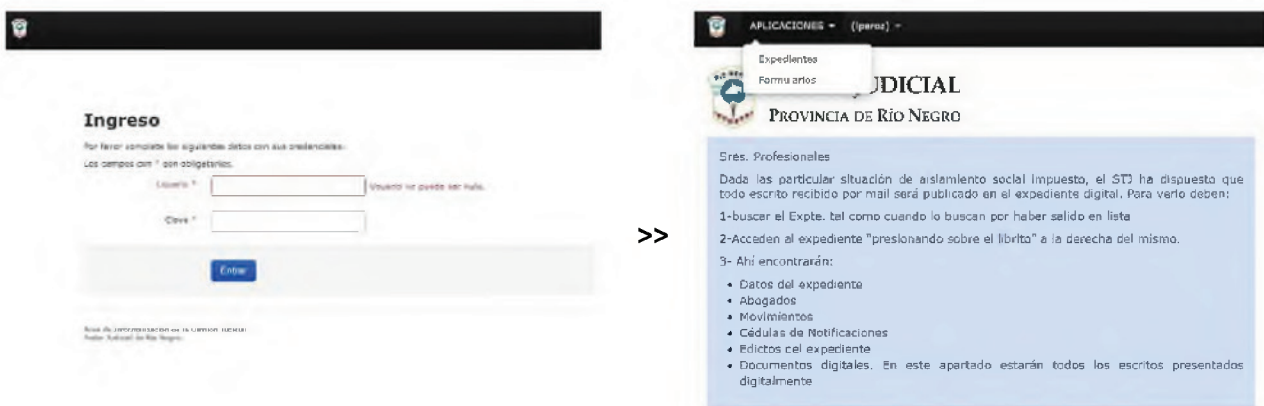 Ingreso
Por favor complete los siguientes datos con sus credenciales.
Los campos con * son obligatorios.
Usuario *
Usuario no puede ser nulo.
Clave *
Entrar
>>
APLICACIONES
(lperoz)
Expedientes
Formularios
JUDICIAL
PROVINCIA DE RÍO NEGRO
Sres. Profesionales
Dada las particular situación de aislamiento social impuesto, el STJ ha dispuesto que
todo escrito recibido por mail será publicado en el expediente digital. Para verlo deben:
1-buscar el Expte. tal como cuando lo buscan por haber salido en lista
2-Acceden al expediente "presionando sobre el librito" a la derecha del mismo.
3- Ahí encontrarán:
• Datos del expediente
• Abogados
• Movimientos
• Cédulas de Notificaciones
• Edictos del expediente
• Documentos digitales. En este apartado estarán todos los escritos presentados
digitalmente